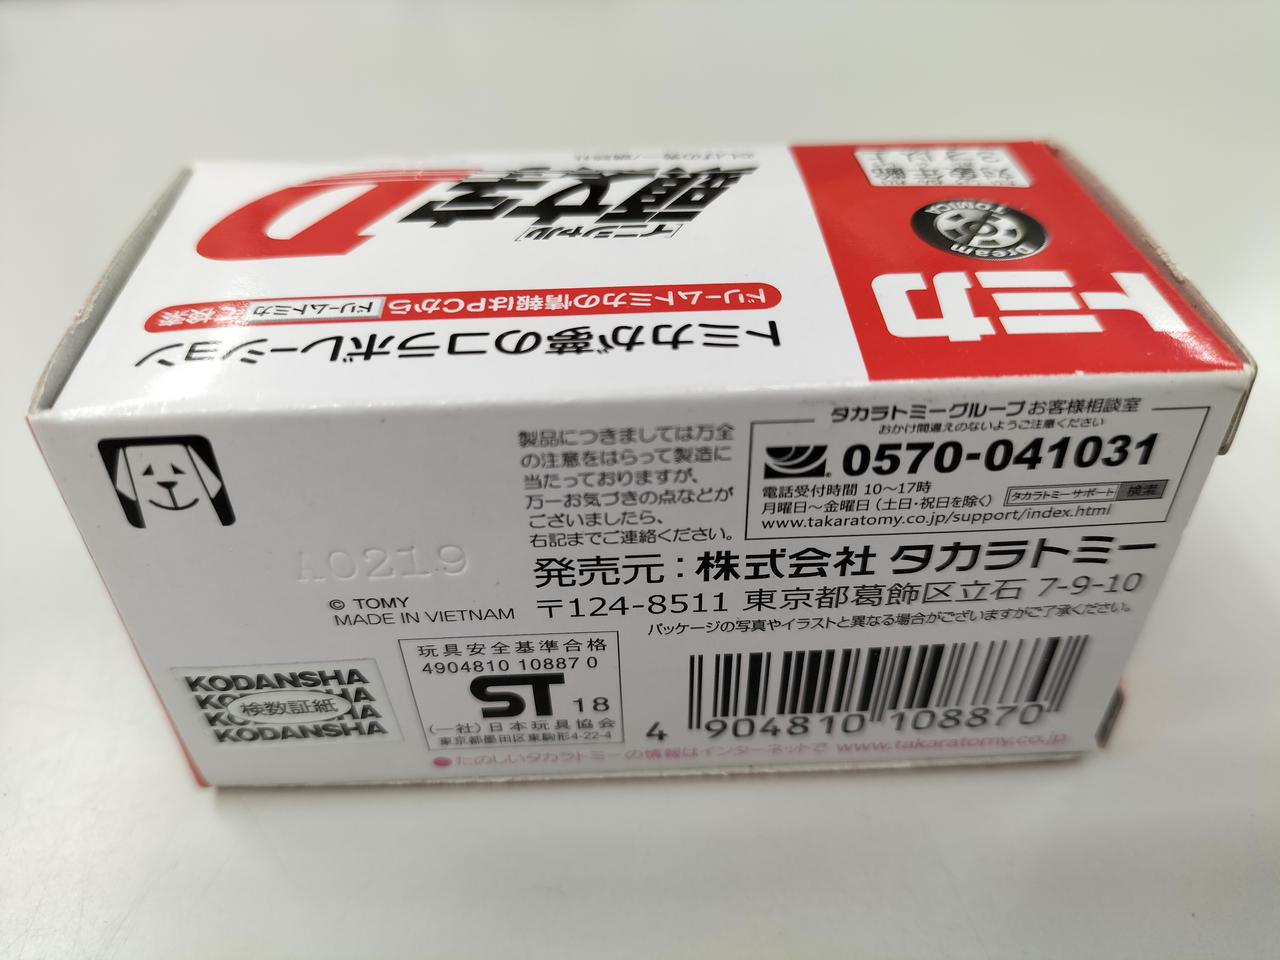 対象年齢
3才以上
TOMICA
Dream
トミカ
頭文字D
[イニシャル]
ドリームトミカの情報はPCから ドリームトミカ で検索
トミカが夢のコラボレーション
製品につきましては万全
の注意をはらって製造に
当たっておりますが、
万一お気づきの点などが
ございましたら、
右記までご連絡ください。
タカラトミーグループお客様相談室
おかけ間違えのないようご注意ください
0570-041031
電話受付時間 10～17時
月曜日～金曜日 (土日・祝日を除く)
タカラトミーサポート 検索
www.takaratomy.co.jp/support/index.html
発売元：株式会社 タカラトミー
〒124-8511 東京都葛飾区立石 7-9-10
パッケージの写真やイラストと異なる場合がございますがご了承ください。
A0219
© TOMY
MADE IN VIETNAM
KODANSHA
検数証紙
KODANSHA
玩具安全基準合格
4904810 10887 0
ST 18
(一社)日本玩具協会
東京都墨田区東駒形4-22-4
4 904810 108870
●たのしいタカラトミーの情報はインターネットで www.takaratomy.co.jp